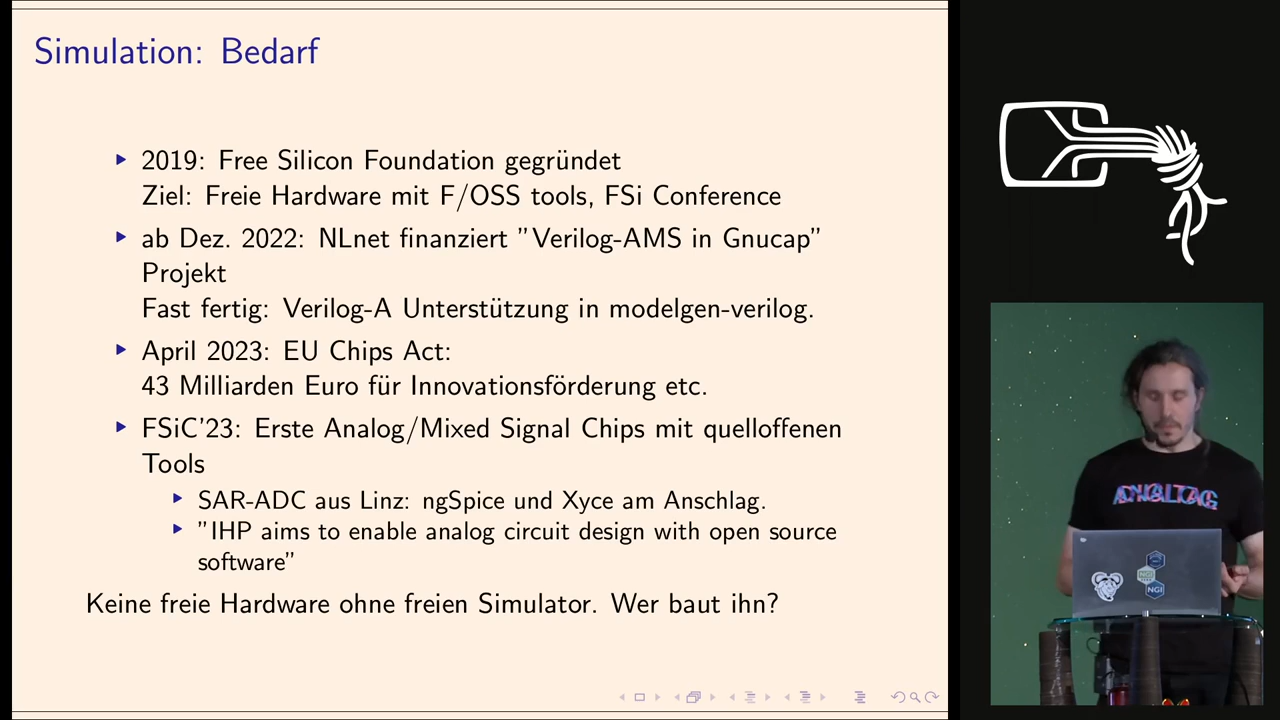 Simulation: Bedarf
2019: Free Silicon Foundation gegründet
Ziel: Freie Hardware mit F/OSS tools, FSi Conference
ab Dez. 2022: NLnet finanziert "Verilog-AMS in Gnucap"
Projekt
Fast fertig: Verilog-A Unterstützung in modelgen-verilog.
April 2023: EU Chips Act:
43 Milliarden Euro für Innovationsförderung etc.
FSiC'23: Erste Analog/Mixed Signal Chips mit quelloffenen
Tools
SAR-ADC aus Linz: ngSpice und Xyce am Anschlag.
"IHP aims to enable analog circuit design with open source
software"
Keine freie Hardware ohne freien Simulator. Wer baut ihn?
NGI